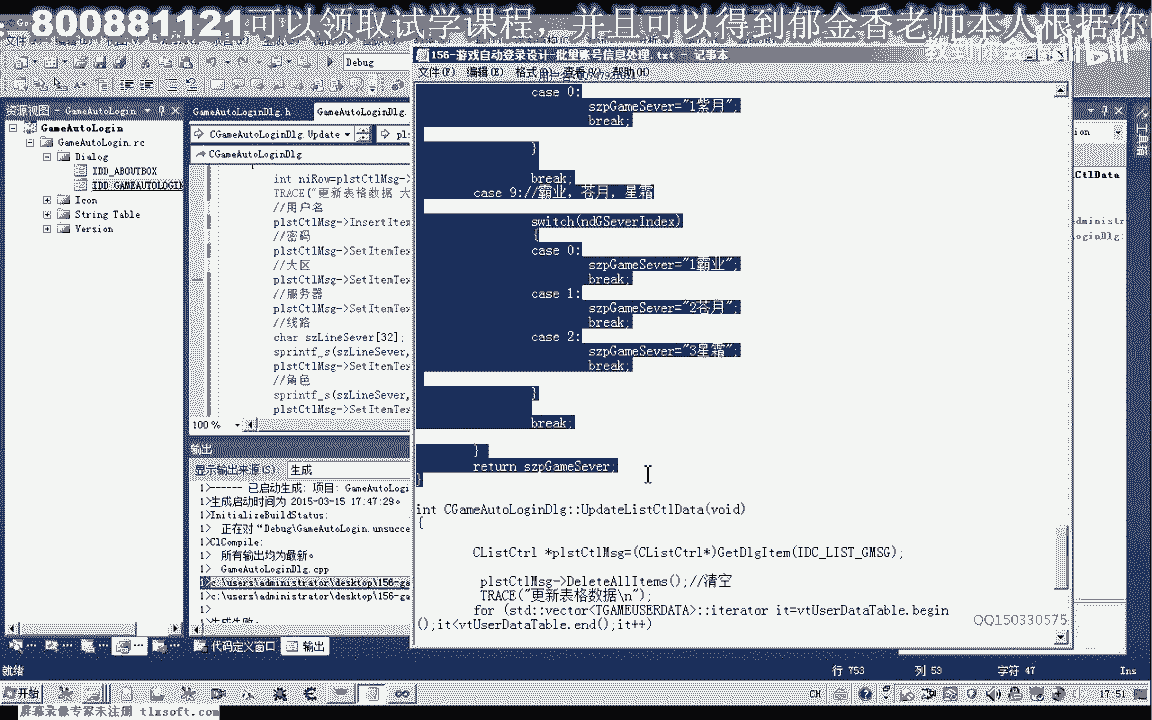 800881121可以领取试学课程，并且可以得到郁金香老师本人根据你
156-游戏自动登录设计-批里账号信息处理.txt - 记事本
文件(F) 编辑(E) 格式 查看 帮助(H)
Debug
资源视图 - GameAutoLogin
GameAutoLogin
GameAutoLogin.rc
Dialog
IDD_ABOUTBOX
IDD_GAMEAUTOLOGIN
Icon
String Table
Version
GameAutoLoginDlg.h
GameAutoLoginDlg.
CGameAutoLoginDlg.Update
CGameAutoLoginDlg
int niRow=plstCtlMsg->
TRACE("更新表格数据 大
//用户名
plstCtlMsg->InsertItem
//密码
plstCtlMsg->SetItemTex
//大区
plstCtlMsg->SetItemTex
//服务器
plstCtlMsg->SetItemTex
//线路
char szLineSever[32];
sprintf_s(szLineSever,
plstCtlMsg->SetItemTex
//角色
sprintf_s(szLineSever,
plstCtlMsg->SetItemTex
100 %
输出
显示输出来源(S): 生成
1>------ 已启动生成: 项目: GameAutoLogi
1>生成启动时间为 2015-03-15 17:47:29。
1>InitializeBuildStatus:
1>  正在对“Debug\GameAutoLogin.unsucce
1>ClCompile:
1>  所有输出均为最新。
1>  GameAutoLoginDlg.cpp
1>c:\users\administrator\desktop\156-ga
1>c:\users\administrator\desktop\156-ga
1>
1>生成失败。
代码定义窗口 输出
case 0:
szpGameSever="1紫月";
break;
}
break;
case 9://霸业，苍月，星霜
switch(ndGSeverIndex)
{
case 0:
szpGameSever="1霸业";
break;
case 1:
szpGameSever="2苍月";
break;
case 2:
szpGameSever="3星霜";
break;
}
break;
}
return szpGameSever;
}
int CGameAutoLoginDlg::UpdateListCtlData(void)
{
CListCtrl *plstCtlMsg=(CListCtrl*)GetDlgItem(IDC_LIST_GMSG);
plstCtlMsg->DeleteAllItems();//清空
TRACE("更新表格数据\n");
for (std::vector<TGAMEUSERDATA>::iterator it=vtUserDataTable.begin
();it<vtUserDataTable.end();it++)
QQ150330575
CtlData
工具箱
就绪
行 753
列 53
字符 47
Ins
开始
CH
17:51
屏幕录像专家未注册 tlxsoft.com